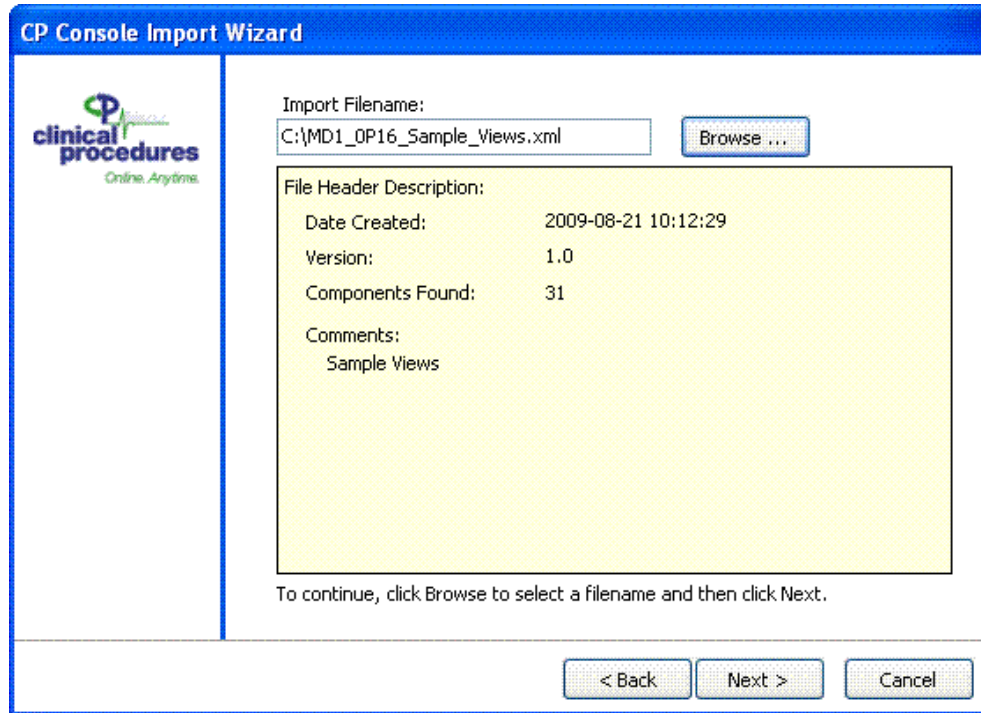 CP Console Import Wizard
CP
clinical
procedures
Online. Anytime.
Import Filename:
C:\MD1_0P16_Sample_Views.xml
Browse ...
File Header Description:
Date Created: 2009-08-21 10:12:29
Version: 1.0
Components Found: 31
Comments:
Sample Views
To continue, click Browse to select a filename and then click Next.
< Back Next > Cancel